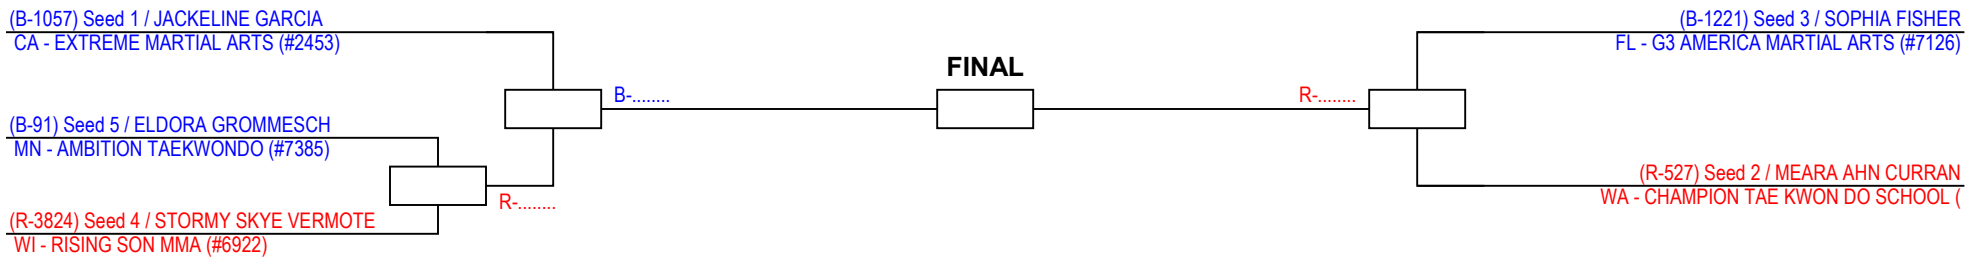 (B-1057) Seed 1 / JACKELINE GARCIA
CA - EXTREME MARTIAL ARTS (#2453)
(B-91) Seed 5 / ELDORA GROMMESCH
MN - AMBITION TAEKWONDO (#7385)
(R-3824) Seed 4 / STORMY SKYE VERMOTE
WI - RISING SON MMA (#6922)
R-........
B-........
FINAL
R-........
(B-1221) Seed 3 / SOPHIA FISHER
FL - G3 AMERICA MARTIAL ARTS (#7126)
(R-527) Seed 2 / MEARA AHN CURRAN
WA - CHAMPION TAE KWON DO SCHOOL (